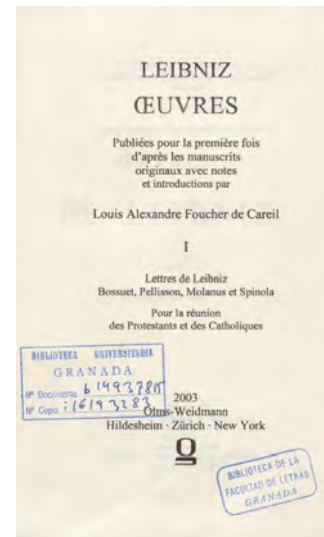 LEIBNIZ
ŒUVRES
Publiées pour la première fois
d'après les manuscrits
originaux avec notes
et introductions par
Louis Alexandre Foucher de Careil
I
Lettres de Leibniz
Bossuet, Pellisson, Molanus et Spinola
Pour la réunion
des Protestants et des Catholiques
BIBLIOTECA UNIVERSITARIA
GRANADA
Nº Documento
Nº Copia i 16193283
2003
Olms-Weidmann
Hildesheim · Zürich · New York
BIBLIOTECA DE LA
FACULTAD DE LETRAS
GRANADA